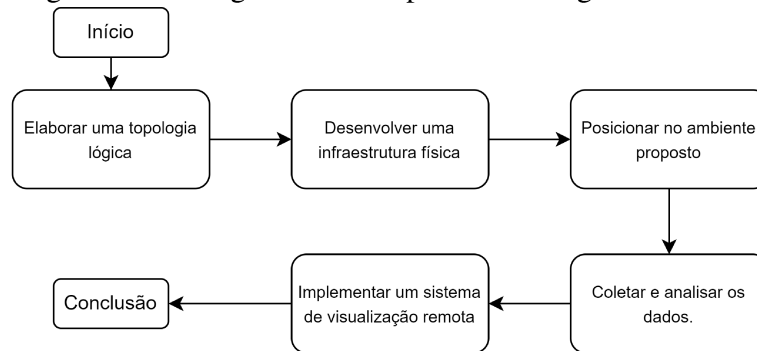 Início
Elaborar uma topologia
lógica
Desenvolver uma
infraestrutura física
Posicionar no ambiente
proposto
Coletar e analisar os
dados.
Implementar um sistema
de visualização remota
Conclusão